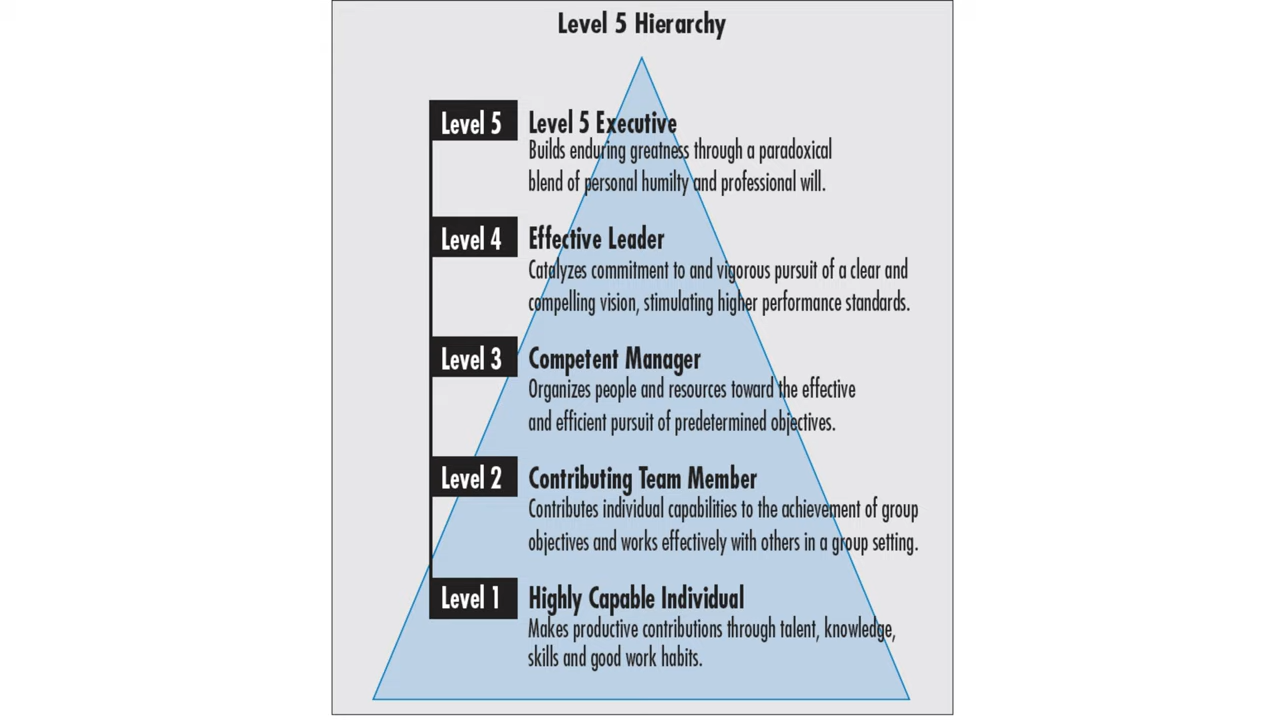 Level 5 Hierarchy
Level 5 Level 5 Executive
Builds enduring greatness through a paradoxical
blend of personal humilty and professional will.
Level 4 Effective Leader
Catalyzes commitment to and vigorous pursuit of a clear and
compelling vision, stimulating higher performance standards.
Level 3 Competent Manager
Organizes people and resources toward the effective
and efficient pursuit of predetermined objectives.
Level 2 Contributing Team Member
Contributes individual capabilities to the achievement of group
objectives and works effectively with others in a group setting.
Level 1 Highly Capable Individual
Makes productive contributions through talent, knowledge,
skills and good work habits.